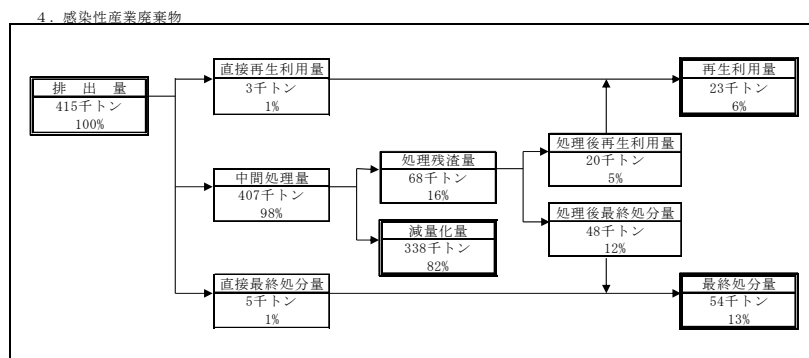 4．感染性産業廃棄物
排　出　量
415千トン
100%
直接再生利用量
3千トン
1%
再生利用量
23千トン
6%
中間処理量
407千トン
98%
処理残渣量
68千トン
16%
処理後再生利用量
20千トン
5%
減量化量
338千トン
82%
処理後最終処分量
48千トン
12%
直接最終処分量
5千トン
1%
最終処分量
54千トン
13%